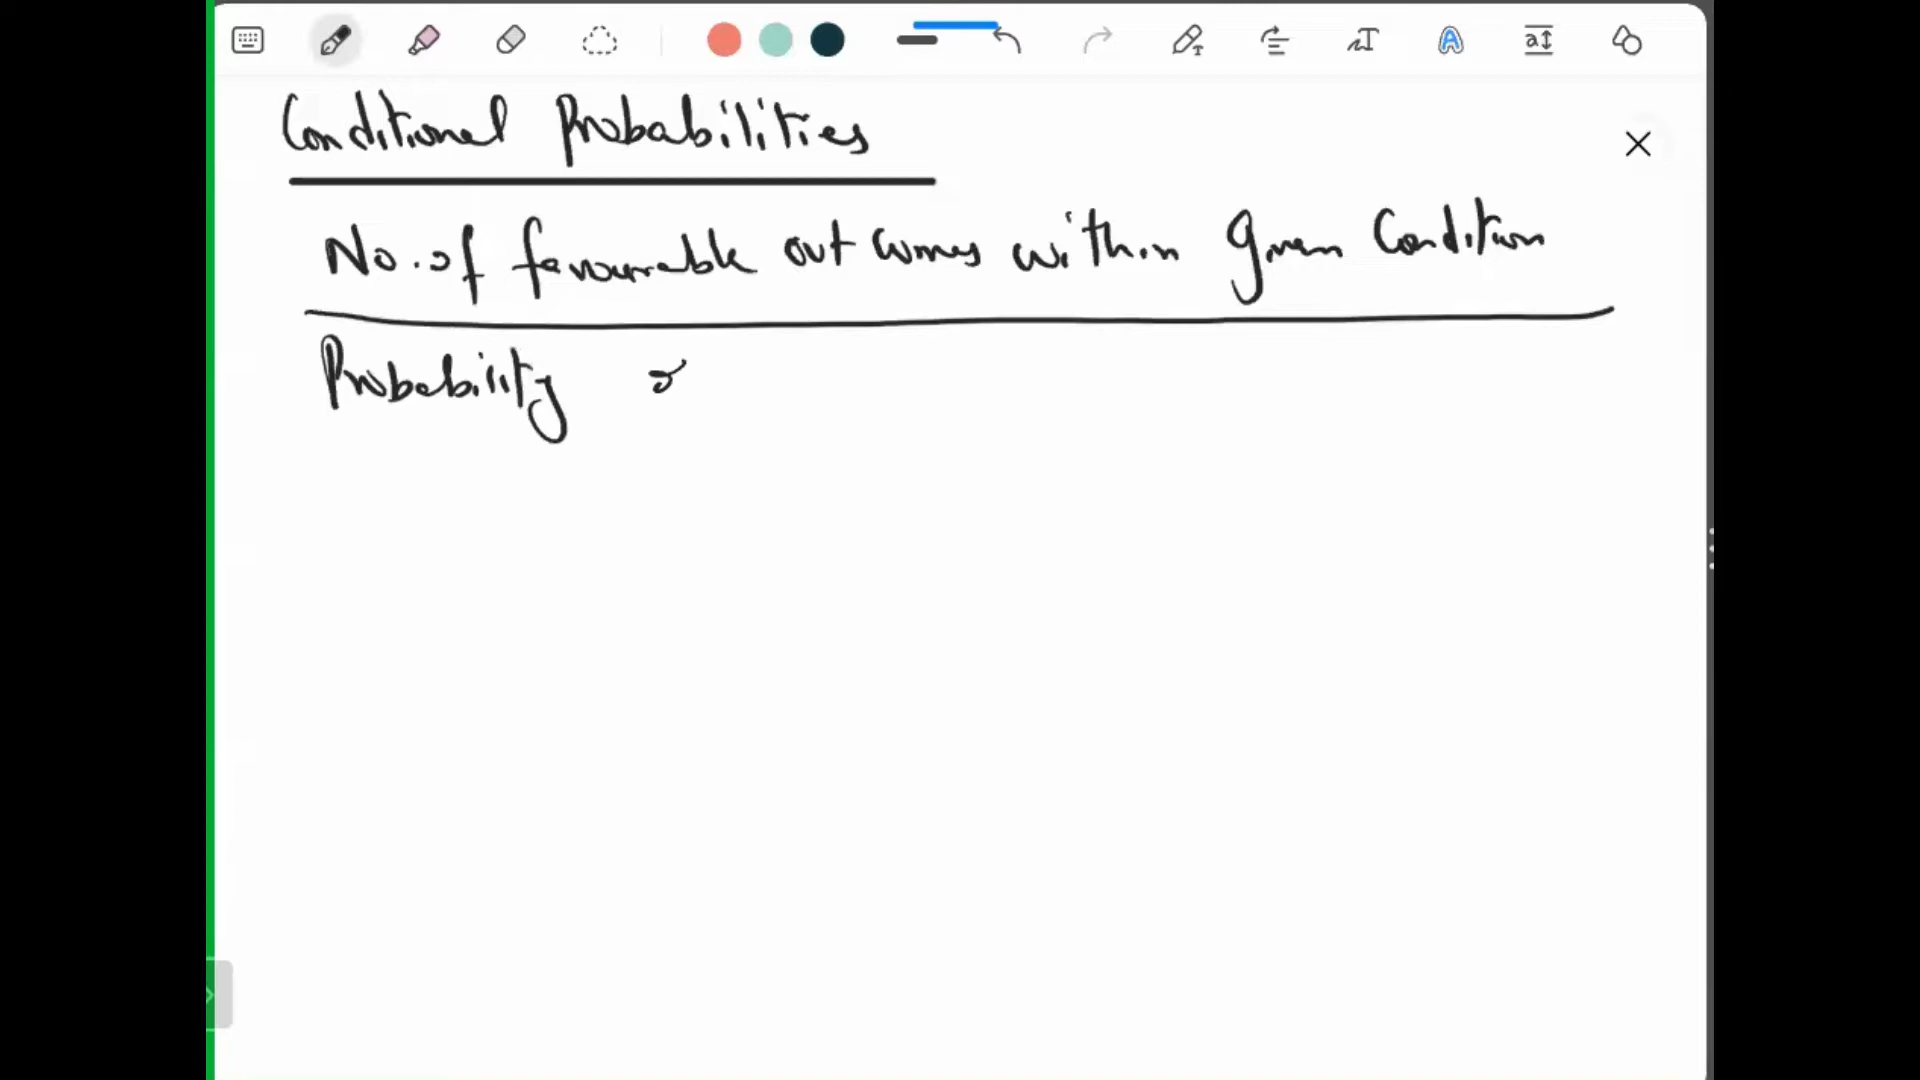 Conditional Probabilities
No. of favourable out comes within given Condition
Probability